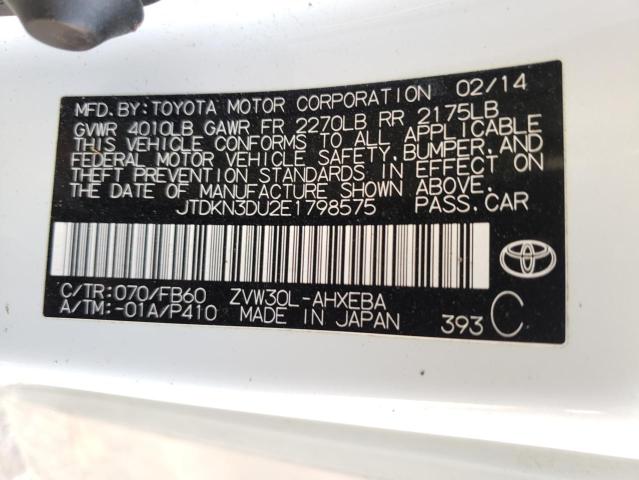 MFD. BY: TOYOTA MOTOR CORPORATION 02/14
GVWR 4010LB GAWR FR 2270LB RR 2175LB
THIS VEHICLE CONFORMS TO ALL APPLICABLE
FEDERAL MOTOR VEHICLE SAFETY, BUMPER, AND
THEFT PREVENTION STANDARDS IN EFFECT ON
THE DATE OF MANUFACTURE SHOWN ABOVE.
JTDKN3DU2E1798575 PASS. CAR
C/TR: 070/FB60 ZVW30L-AHXEBA
A/TM: -01A/P410 MADE IN JAPAN 393 C